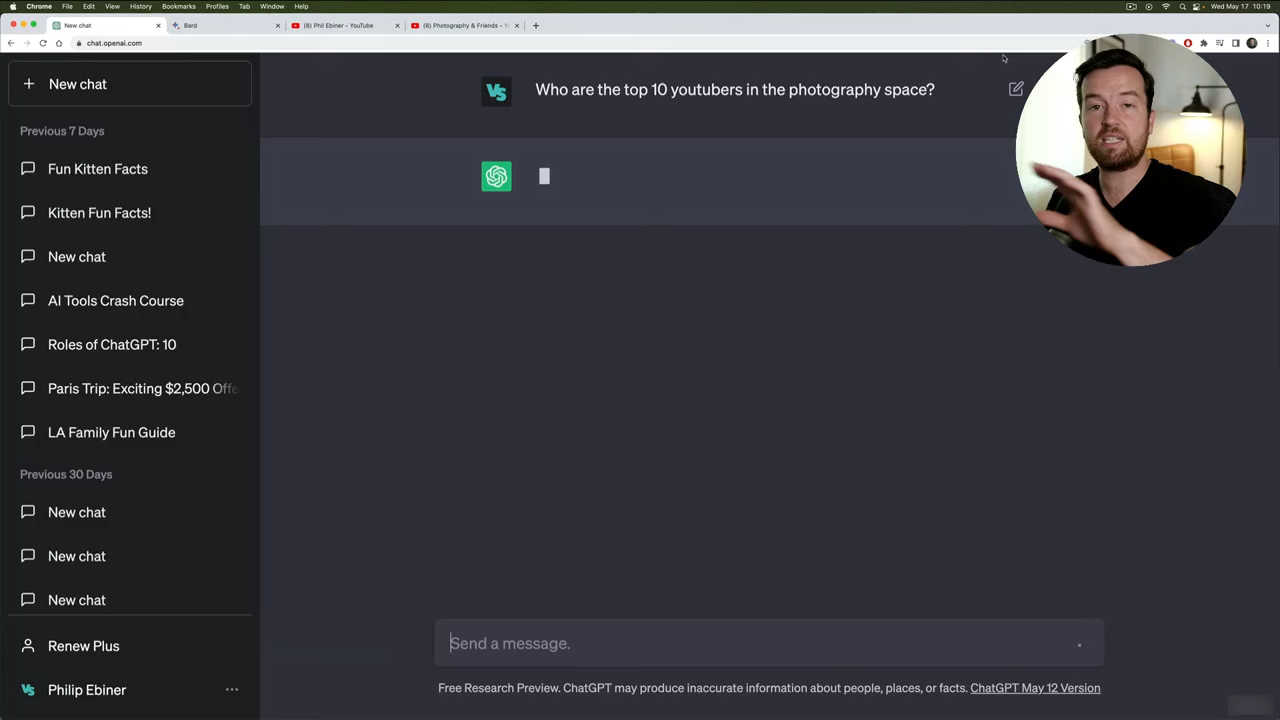 Chrome File Edit View History Bookmarks Profiles Tab Window Help
Wed May 17 10:19
New chat
Bard
(8) Phil Ebiner - YouTube
(8) Photography & Friends -
chat.openai.com
New chat
Previous 7 Days
Fun Kitten Facts
Kitten Fun Facts!
New chat
AI Tools Crash Course
Roles of ChatGPT: 10
Paris Trip: Exciting $2,500 Offe
LA Family Fun Guide
Previous 30 Days
New chat
New chat
New chat
Renew Plus
VS Philip Ebiner
VS Who are the top 10 youtubers in the photography space?
Send a message.
Free Research Preview. ChatGPT may produce inaccurate information about people, places, or facts. ChatGPT May 12 Version